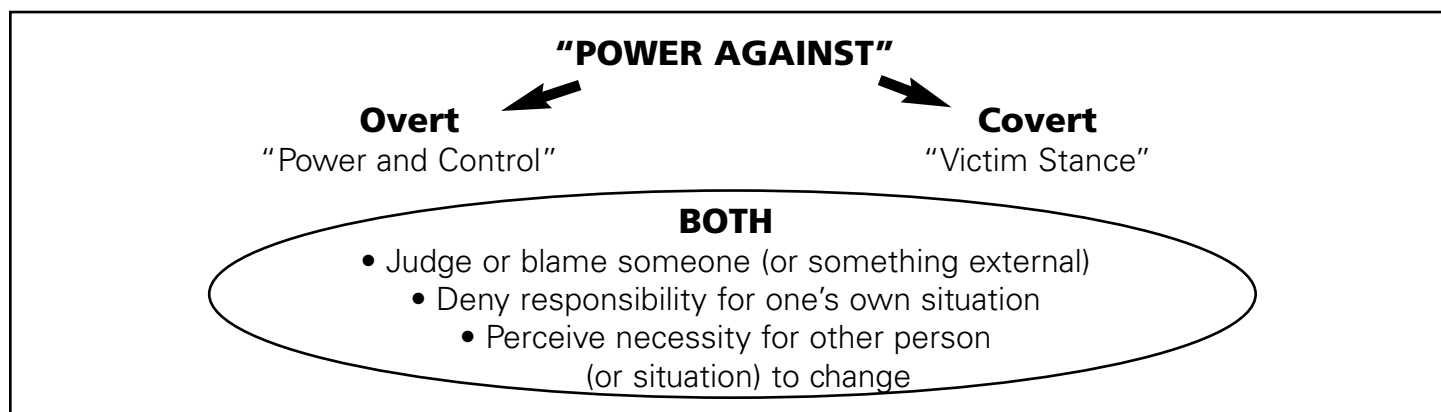 “POWER AGAINST”
Overt
Covert
“Power and Control”
“Victim Stance”
BOTH
• Judge or blame someone (or something external)
• Deny responsibility for one’s own situation
• Perceive necessity for other person
(or situation) to change